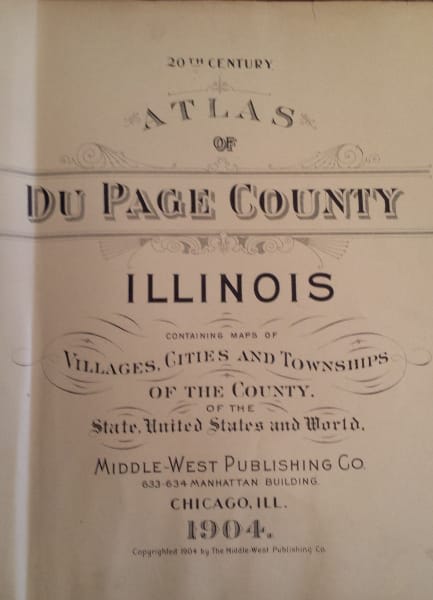 20TH CENTURY
ATLAS
OF
DU PAGE COUNTY
ILLINOIS
CONTAINING MAPS OF
VILLAGES, CITIES AND TOWNSHIPS
OF THE COUNTY.
OF THE
State, United States and World.
MIDDLE-WEST PUBLISHING CO.
633-634 MANHATTAN BUILDING.
CHICAGO, ILL.
1904.
Copyrighted 1904 by The Middle-West Publishing Co.